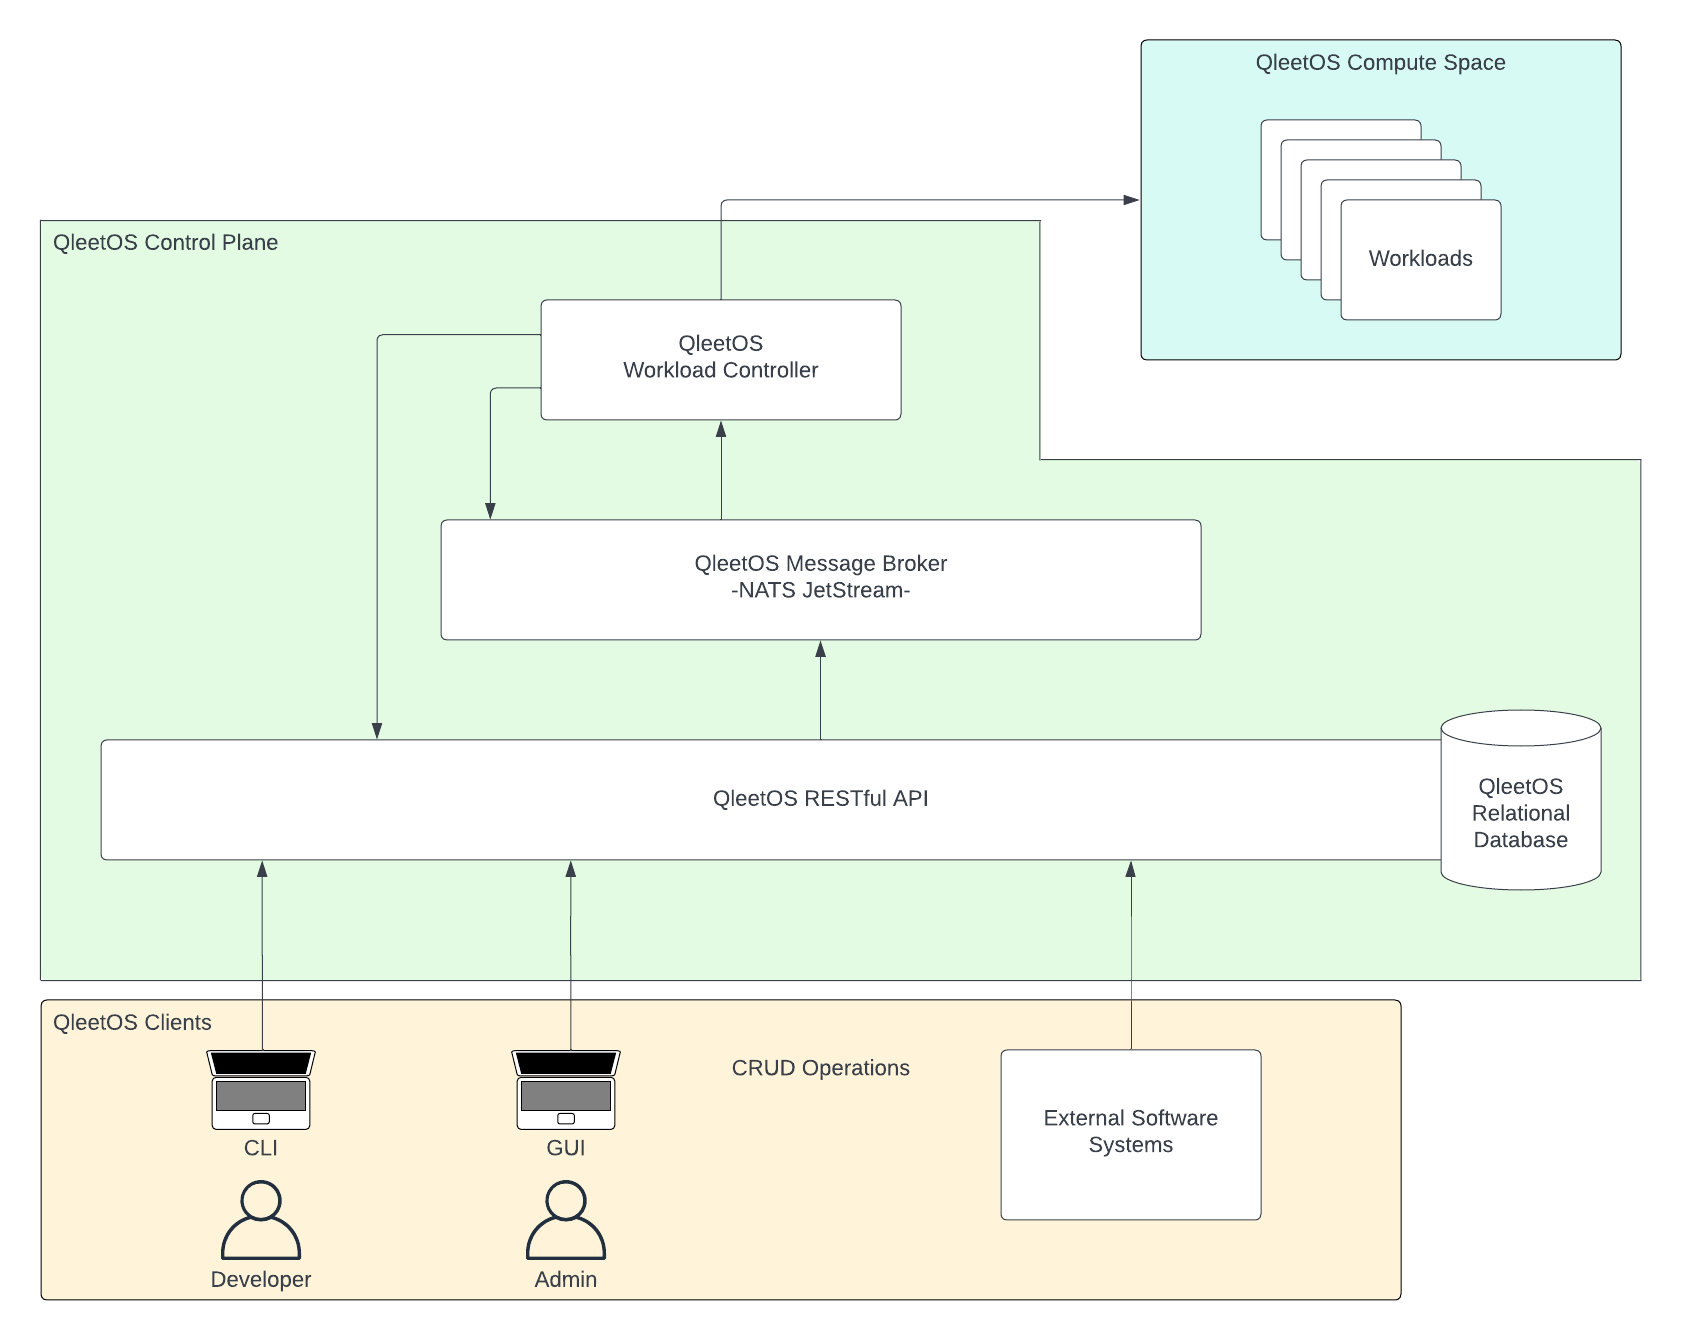 QleetOS Compute Space
Workloads
QleetOS Control Plane
QleetOS
Workload Controller
QleetOS Message Broker
-NATS JetStream-
QleetOS RESTful API
QleetOS
Relational
Database
QleetOS Clients
CRUD Operations
CLI
GUI
External Software
Systems
Developer
Admin